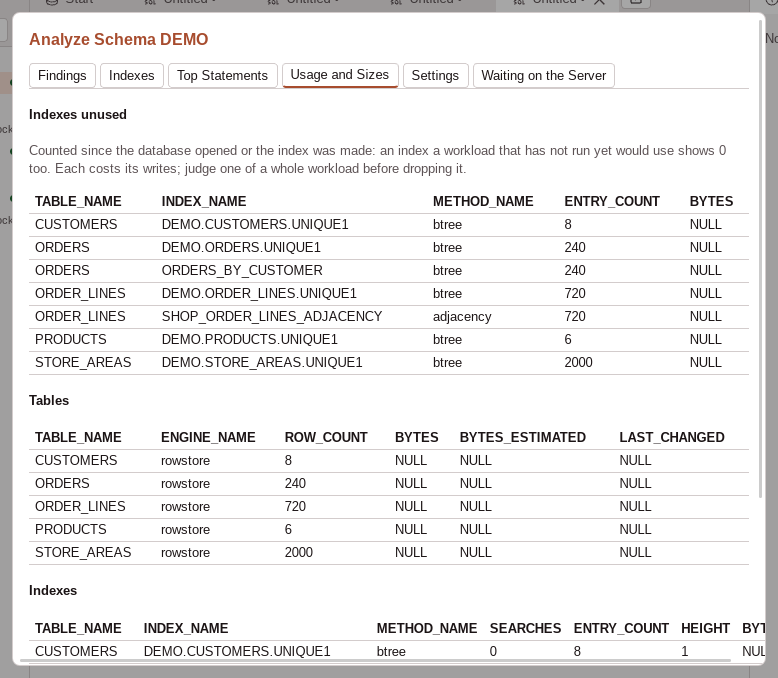 Analyze Schema DEMO
Findings Indexes Top Statements Usage and Sizes Settings Waiting on the Server
Indexes unused
Counted since the database opened or the index was made: an index a workload that has not run yet would use shows 0
too. Each costs its writes; judge one of a whole workload before dropping it.
TABLE_NAME INDEX_NAME METHOD_NAME ENTRY_COUNT BYTES
CUSTOMERS DEMO.CUSTOMERS.UNIQUE1 btree 8 NULL
ORDERS DEMO.ORDERS.UNIQUE1 btree 240 NULL
ORDERS ORDERS_BY_CUSTOMER btree 240 NULL
ORDER_LINES DEMO.ORDER_LINES.UNIQUE1 btree 720 NULL
ORDER_LINES SHOP_ORDER_LINES_ADJACENCY adjacency 720 NULL
PRODUCTS DEMO.PRODUCTS.UNIQUE1 btree 6 NULL
STORE_AREAS DEMO.STORE_AREAS.UNIQUE1 btree 2000 NULL
Tables
TABLE_NAME ENGINE_NAME ROW_COUNT BYTES BYTES_ESTIMATED LAST_CHANGED
CUSTOMERS rowstore 8 NULL NULL NULL
ORDERS rowstore 240 NULL NULL NULL
ORDER_LINES rowstore 720 NULL NULL NULL
PRODUCTS rowstore 6 NULL NULL NULL
STORE_AREAS rowstore 2000 NULL NULL NULL
Indexes
TABLE_NAME INDEX_NAME METHOD_NAME SEARCHES ENTRY_COUNT HEIGHT
CUSTOMERS DEMO.CUSTOMERS.UNIQUE1 btree 0 8 1